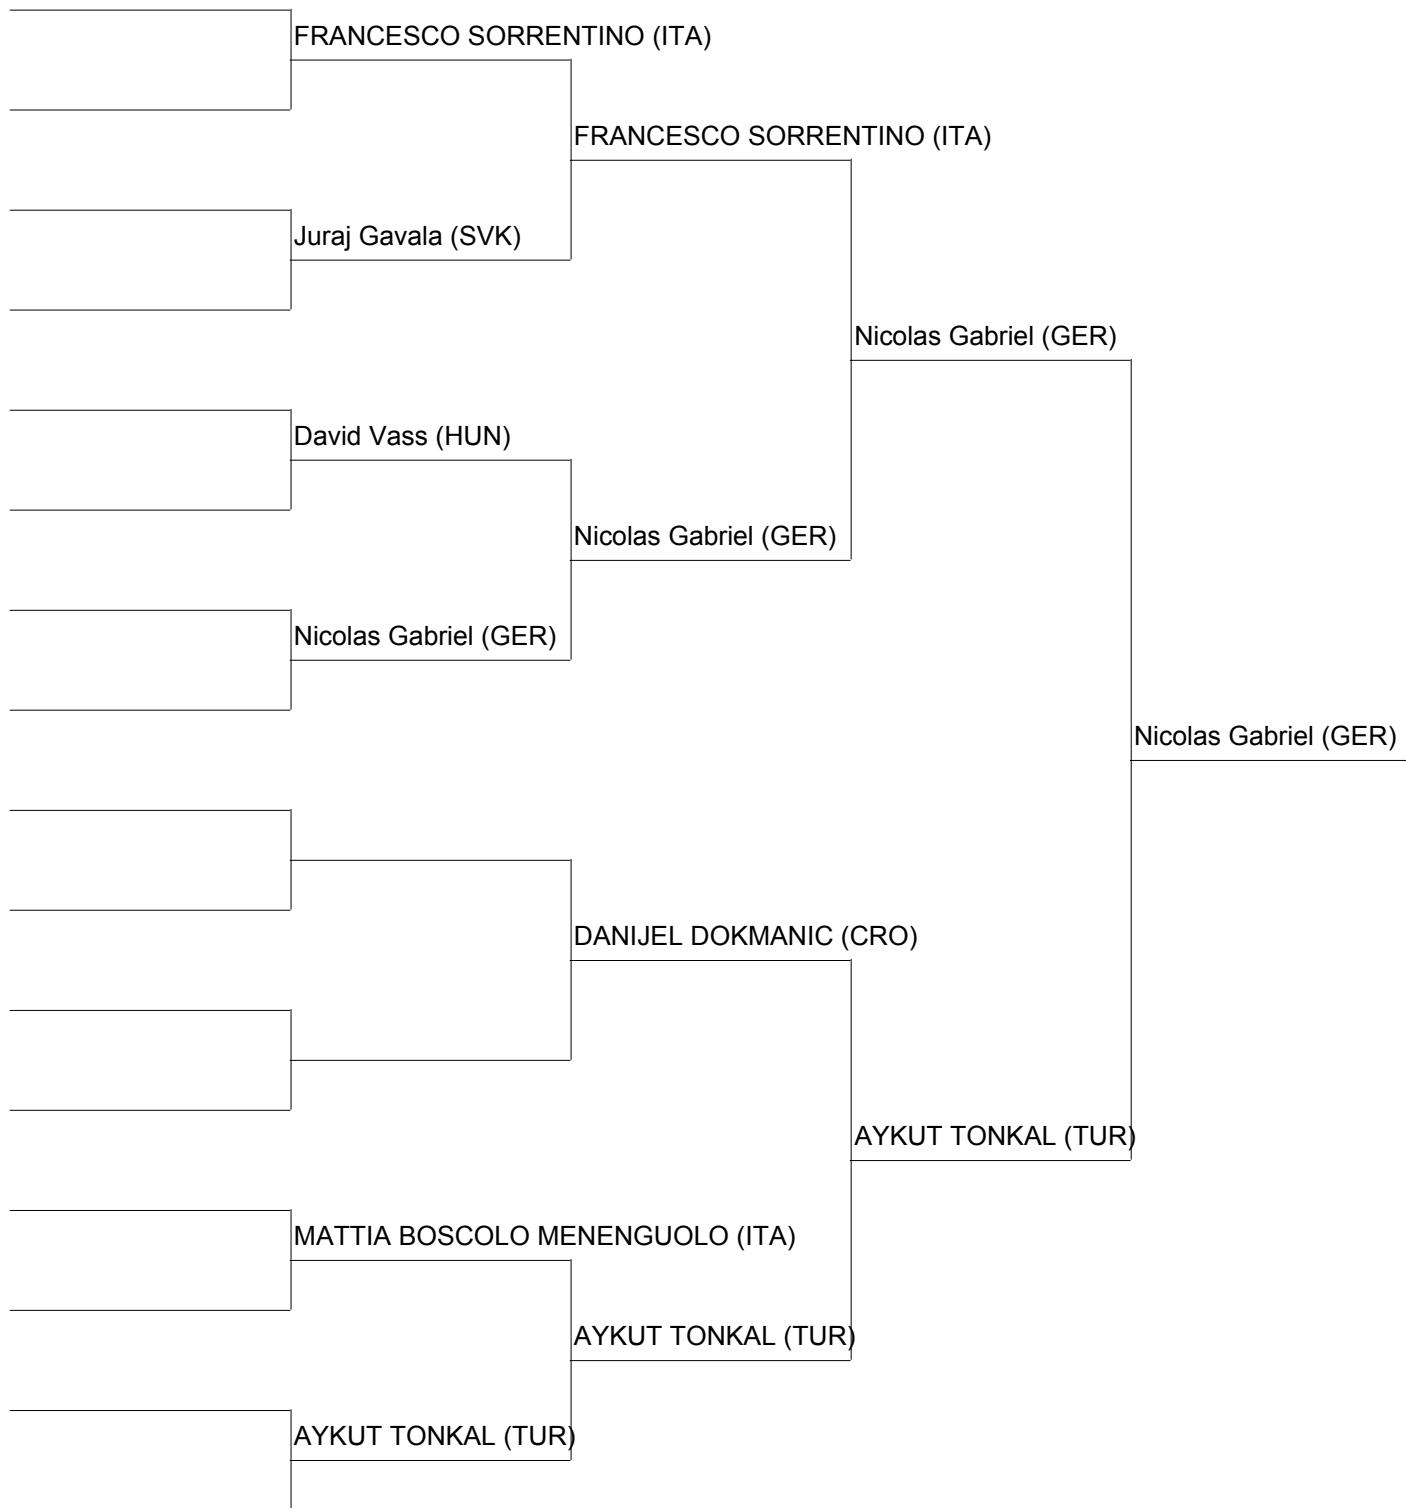 FRANCESCO SORRENTINO (ITA)
FRANCESCO SORRENTINO (ITA)
Juraj Gavala (SVK)
Nicolas Gabriel (GER)
David Vass (HUN)
Nicolas Gabriel (GER)
Nicolas Gabriel (GER)
Nicolas Gabriel (GER)
DANIJEL DOKMANIC (CRO)
AYKUT TONKAL (TUR)
MATTIA BOSCOLO MENENGUOLO (ITA)
AYKUT TONKAL (TUR)
AYKUT TONKAL (TUR)